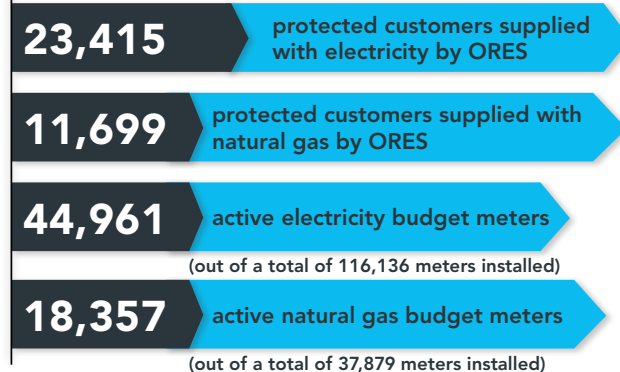 23,415
protected customers supplied
with electricity by ORES
11,699
protected customers supplied with
natural gas by ORES
44,961
active electricity budget meters
(out of a total of 116,136 meters installed)
18,357
active natural gas budget meters
(out of a total of 37,879 meters installed)